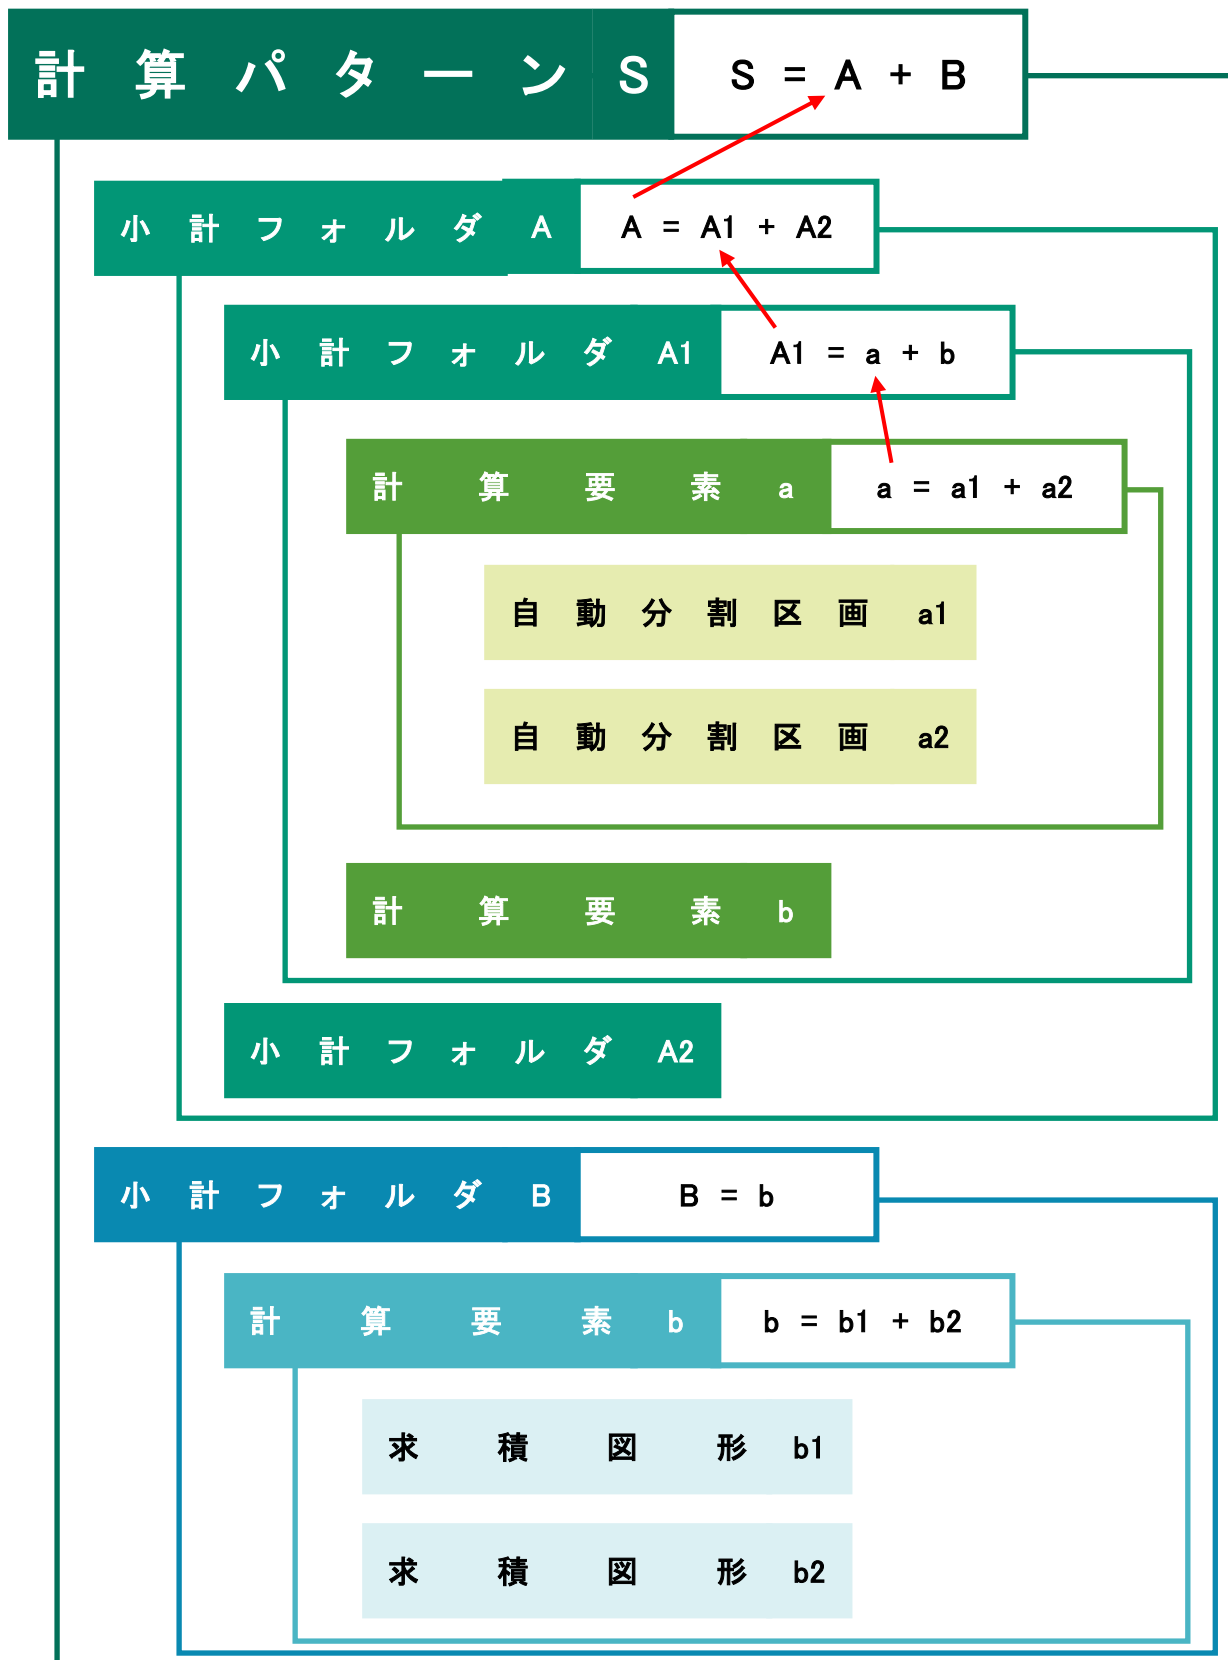 計算パターン S S = A + B
小計フォルダ A A = A1 + A2
小計フォルダ A1 A1 = a + b
計算要素 a a = a1 + a2
自動分割区画 a1
自動分割区画 a2
計算要素 b
小計フォルダ A2
小計フォルダ B B = b
計算要素 b b = b1 + b2
求積図形 b1
求積図形 b2